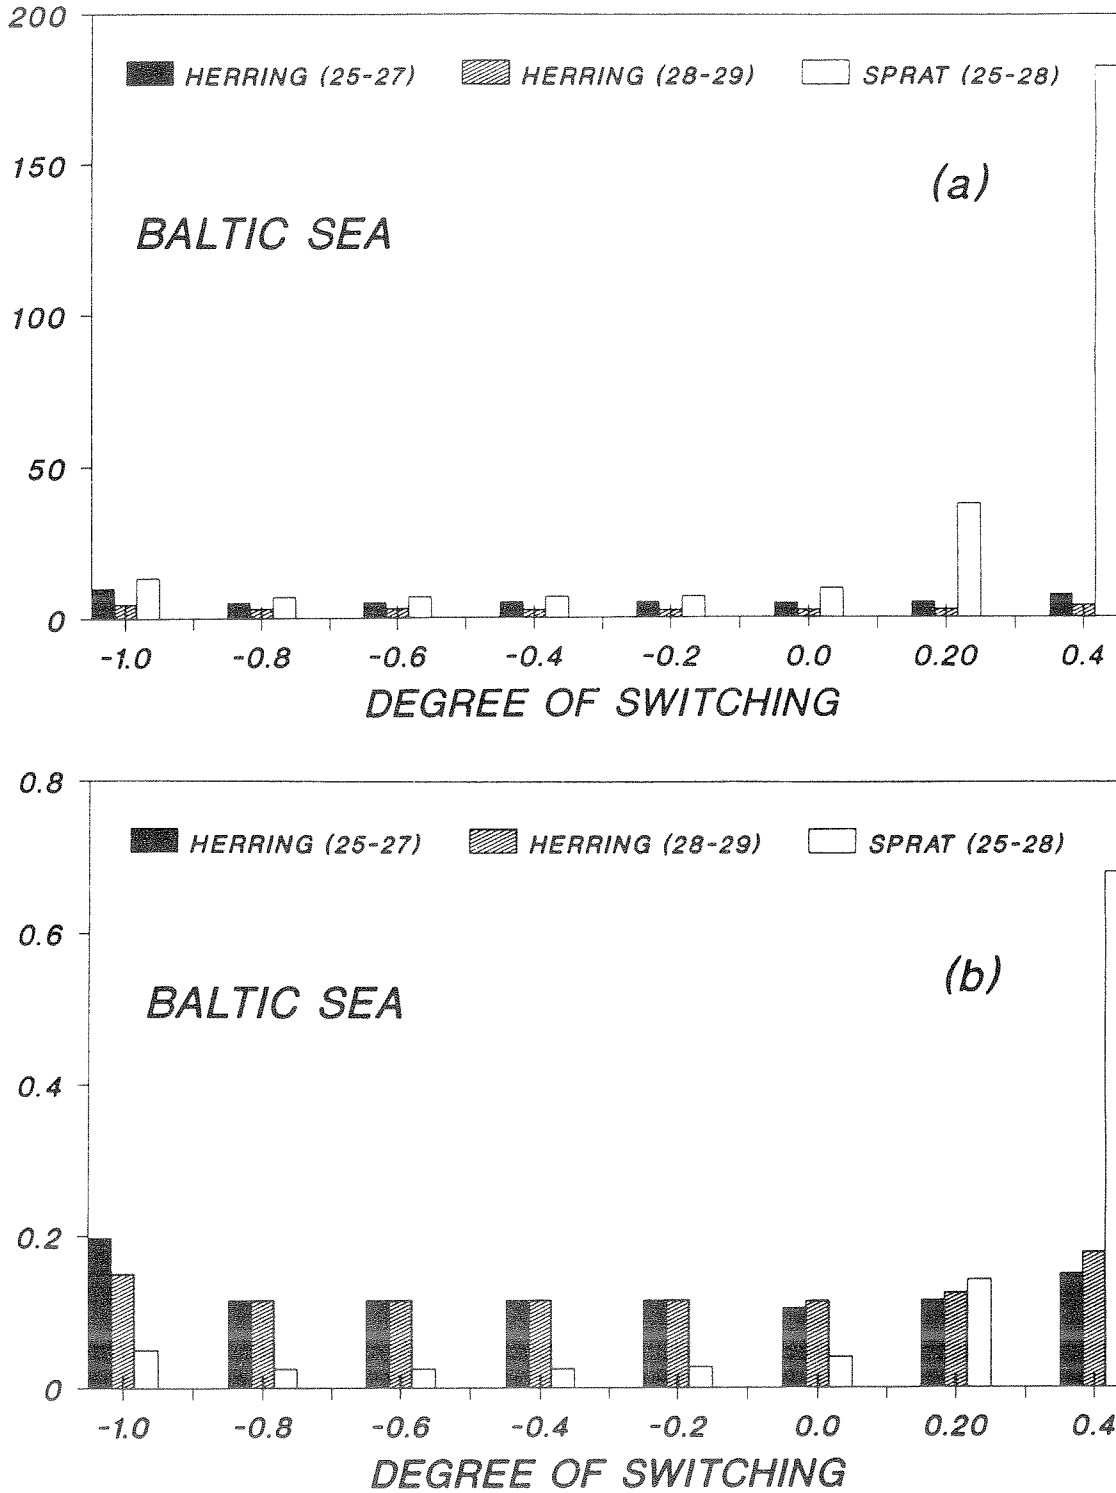 200
HERRING (25-27) HERRING (28-29) SPRAT (25-28)
150
(a)
BALTIC SEA
100
50
0
-1.0 -0.8 -0.6 -0.4 -0.2 0.0 0.20 0.4
DEGREE OF SWITCHING
0.8
HERRING (25-27) HERRING (28-29) SPRAT (25-28)
0.6
(b)
BALTIC SEA
0.4
0.2
0
-1.0 -0.8 -0.6 -0.4 -0.2 0.0 0.20 0.4
DEGREE OF SWITCHING